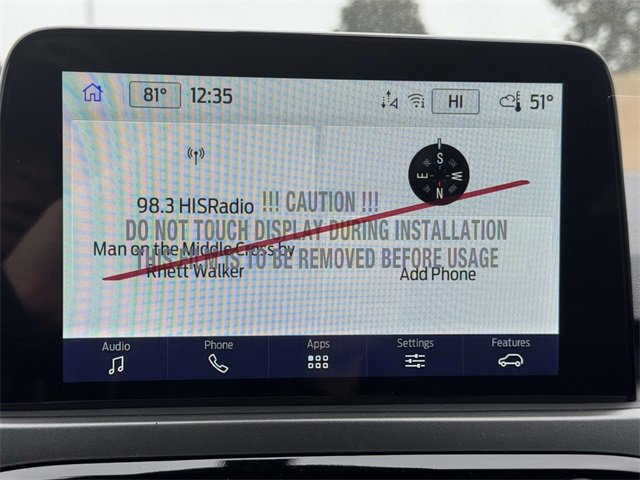 81° 12:35 HI 51°
98.3 HISRadio
Man on the Middle Cross by
Rhett Walker
S
E W
N
Add Phone
!!! CAUTION !!!
DO NOT TOUCH DISPLAY DURING INSTALLATION
THIS FILM IS TO BE REMOVED BEFORE USAGE
Audio Phone Apps Settings Features